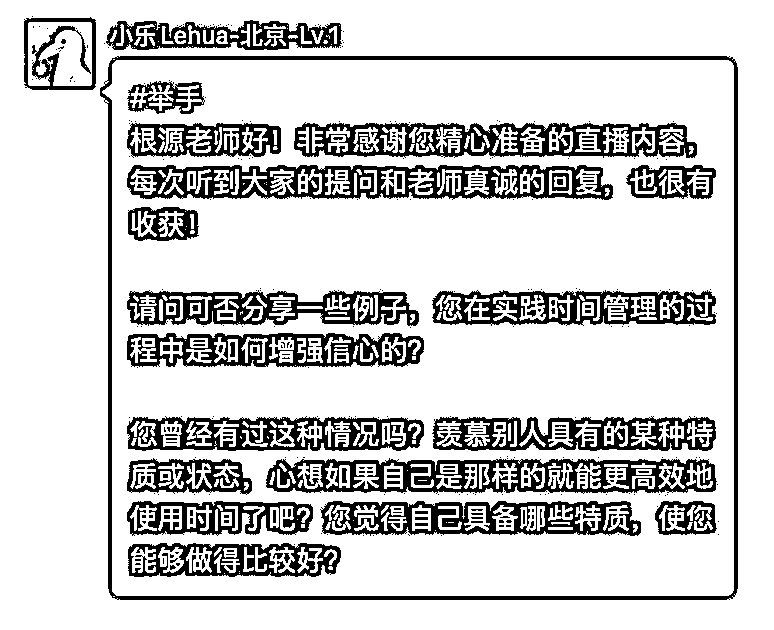 小乐Lehua-北京-Lv.1
#举手
根源老师好！非常感谢您精心准备的直播内容，
每次听到大家的提问和老师真诚的回复，也很有
收获！
请问可否分享一些例子，您在实践时间管理的过
程中是如何增强信心的？
您曾经有过这种情况吗？羡慕别人具有的某种特
质或状态，心想如果自己是那样的就能更高效地
使用时间了吧？您觉得自己具备哪些特质，使您
能够做得比较好？